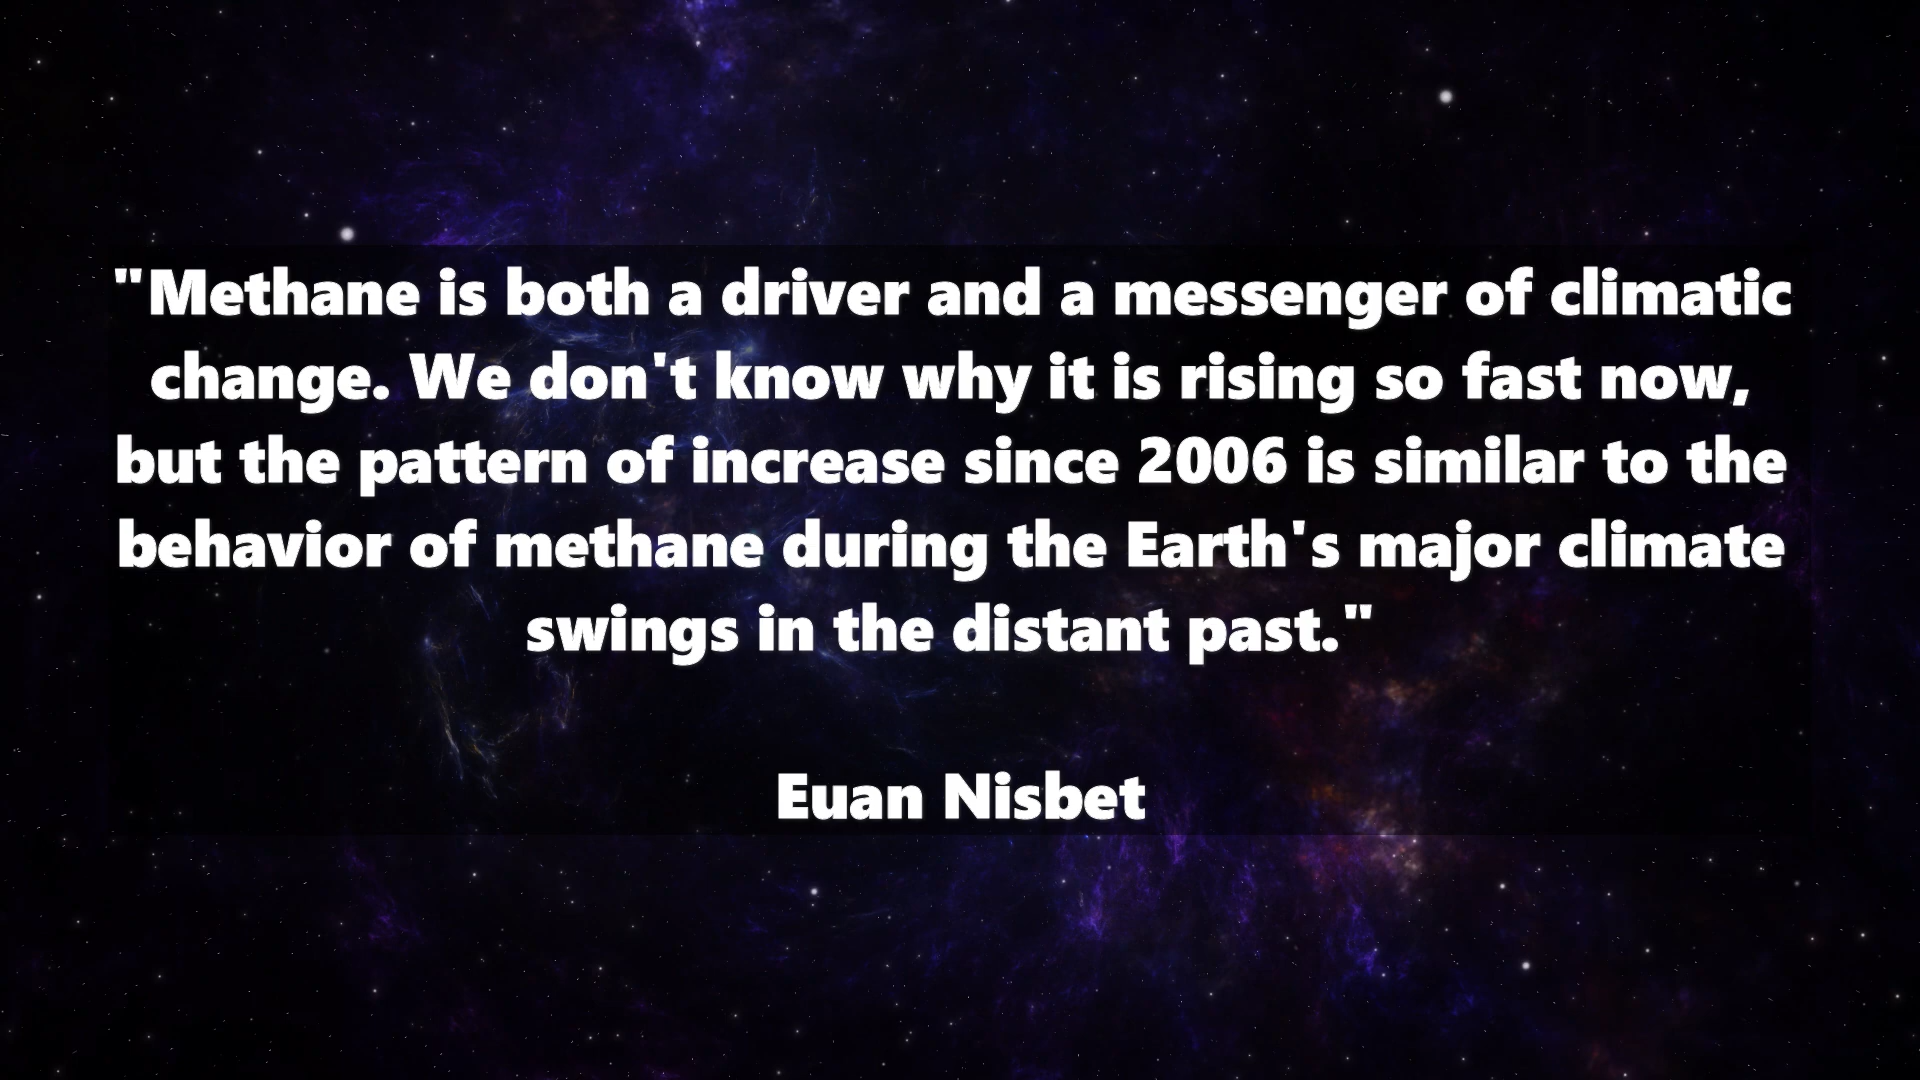 "Methane is both a driver and a messenger of climatic
change. We don't know why it is rising so fast now,
but the pattern of increase since 2006 is similar to the
behavior of methane during the Earth's major climate
swings in the distant past."
Euan Nisbet